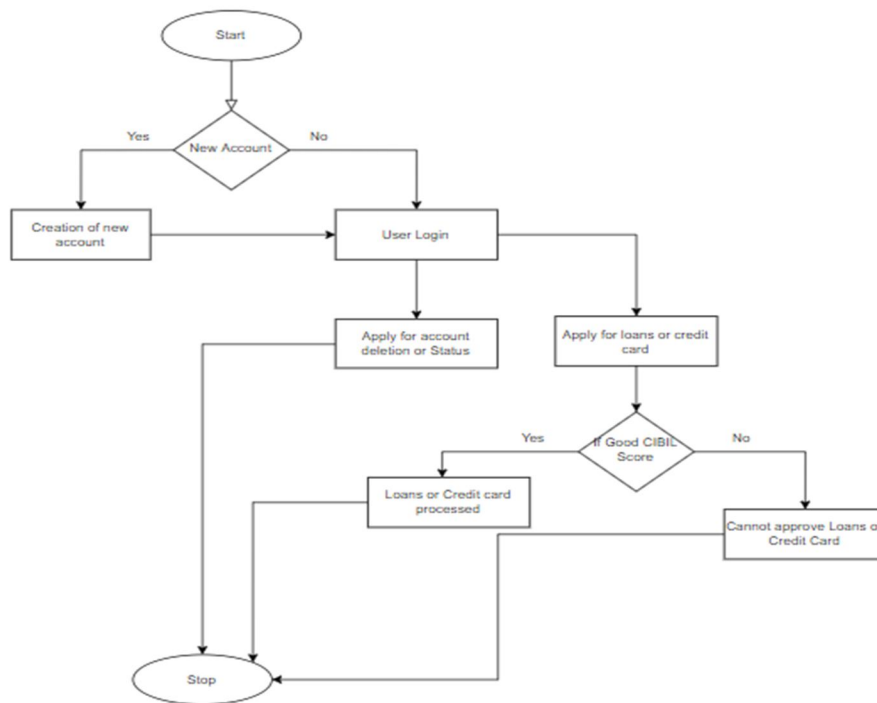 Start
Yes
No
New Account
Creation of new
account
User Login
Apply for account
deletion or Status
Apply for loans or credit
card
Yes
If Good CIBIL
Score
No
Loans or Credit card
processed
Cannot approve Loans o
Credit Card
Stop